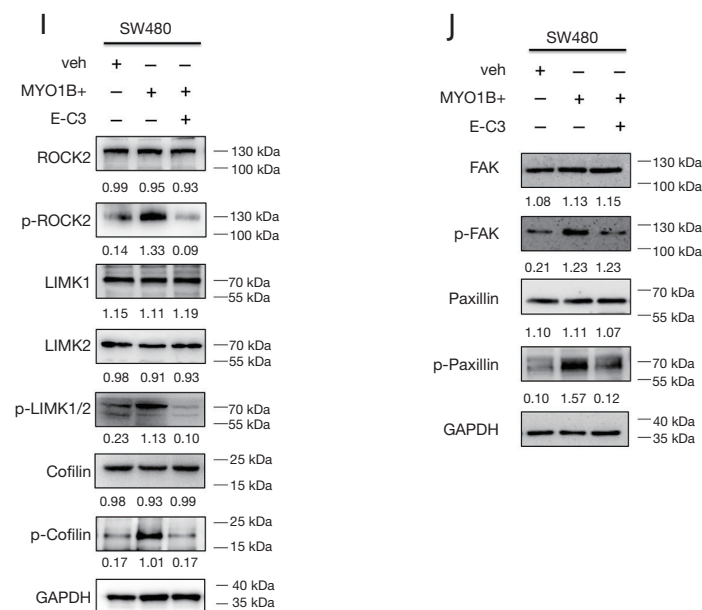 I
SW480
veh + — —
MYO1B+ — + +
E-C3 — — +
ROCK2
— 130 kDa
— 100 kDa
0.99 0.95 0.93
p-ROCK2
— 130 kDa
— 100 kDa
0.14 1.33 0.09
LIMK1
— 70 kDa
— 55 kDa
1.15 1.11 1.19
LIMK2
— 70 kDa
— 55 kDa
0.98 0.91 0.93
p-LIMK1/2
— 70 kDa
— 55 kDa
0.23 1.13 0.10
Cofilin
— 25 kDa
— 15 kDa
0.98 0.93 0.99
p-Cofilin
— 25 kDa
— 15 kDa
0.17 1.01 0.17
GAPDH
— 40 kDa
— 35 kDa
J
SW480
veh + — —
MYO1B+ — + +
E-C3 — — +
FAK
— 130 kDa
— 100 kDa
1.08 1.13 1.15
p-FAK
— 130 kDa
— 100 kDa
0.21 1.23 1.23
Paxillin
— 70 kDa
— 55 kDa
1.10 1.11 1.07
p-Paxillin
— 70 kDa
— 55 kDa
0.10 1.57 0.12
GAPDH
— 40 kDa
— 35 kDa